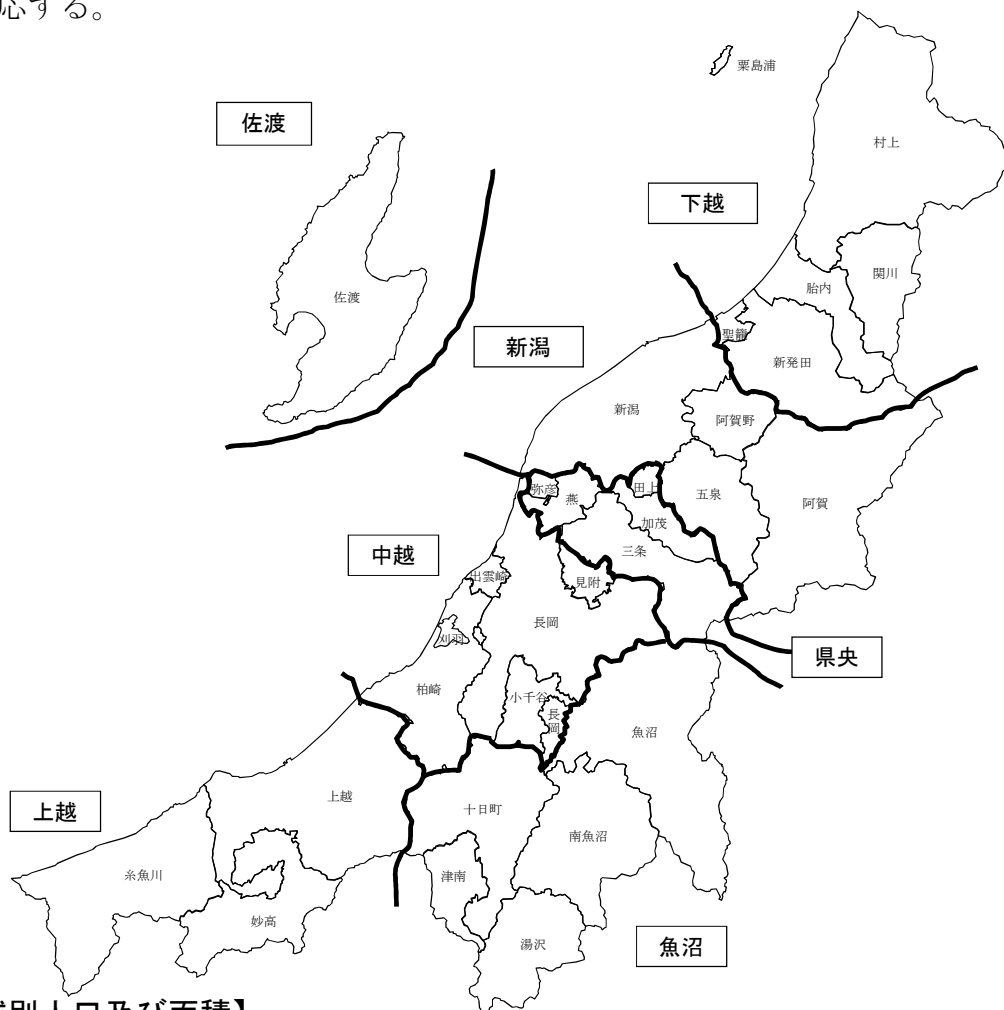 応する。
粟島浦
佐渡
村上
下越
関川
佐渡
胎内
聖籠
新潟
新発田
新潟
阿賀野
弥彦
田上
燕
五泉
阿賀
加茂
三条
中越
出雲崎
見附
長岡
刈羽
県央
柏崎
小千谷
長岡
魚沼
上越
十日町
上越
南魚沼
糸魚川
津南
妙高
湯沢
魚沼
別人口及び面積】